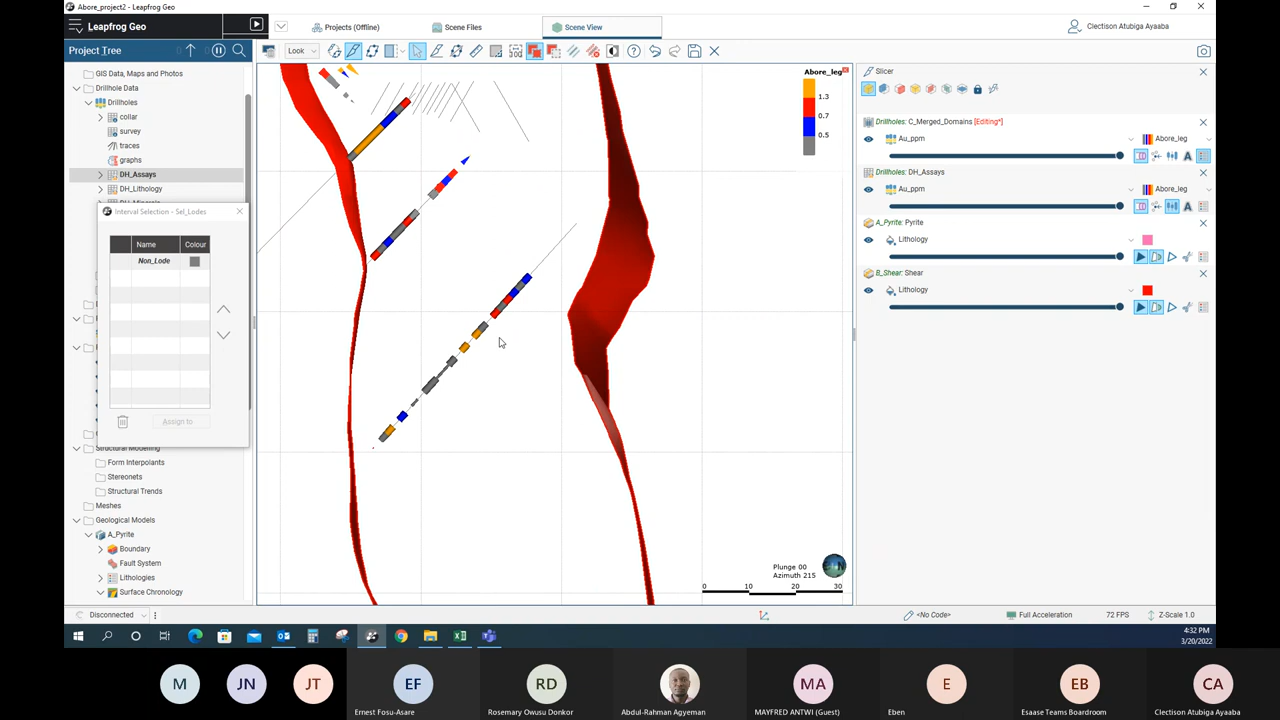 Abore_project2 - Leapfrog Geo
Leapfrog Geo
Projects (Offline)
Scene Files
Scene View
Clectison Atubiga Ayaaba
Project Tree
Look
GIS Data, Maps and Photos
Drillhole Data
Drillholes
collar
survey
traces
graphs
DH_Assays
DH_Lithology
Interval Selection - Sel_Lodes
Name
Colour
Non_Lode
Assign to
Structural Modelling
Form Interpolants
Stereonets
Structural Trends
Meshes
Geological Models
A_Pyrite
Boundary
Fault System
Lithologies
Surface Chronology
Abore_leg
1.3
0.7
0.5
Plunge 00
Azimuth 215
0 10 20 30
Slicer
Drillholes: C_Merged_Domains [Editing*]
Au_ppm
Abore_leg
Drillholes: DH_Assays
Au_ppm
Abore_leg
A_Pyrite: Pyrite
Lithology
B_Shear: Shear
Lithology
Disconnected
<No Code>
Full Acceleration
72 FPS
Z-Scale 1.0
4:32 PM
3/20/2022
M
JN
JT
EF
Ernest Fosu-Asare
RD
Rosemary Owusu Donkor
Abdul-Rahman Agyeman
MA
MAYFRED ANTWI (Guest)
E
Eben
EB
Esaase Teams Boardroom
CA
Clectison Atubiga Ayaaba